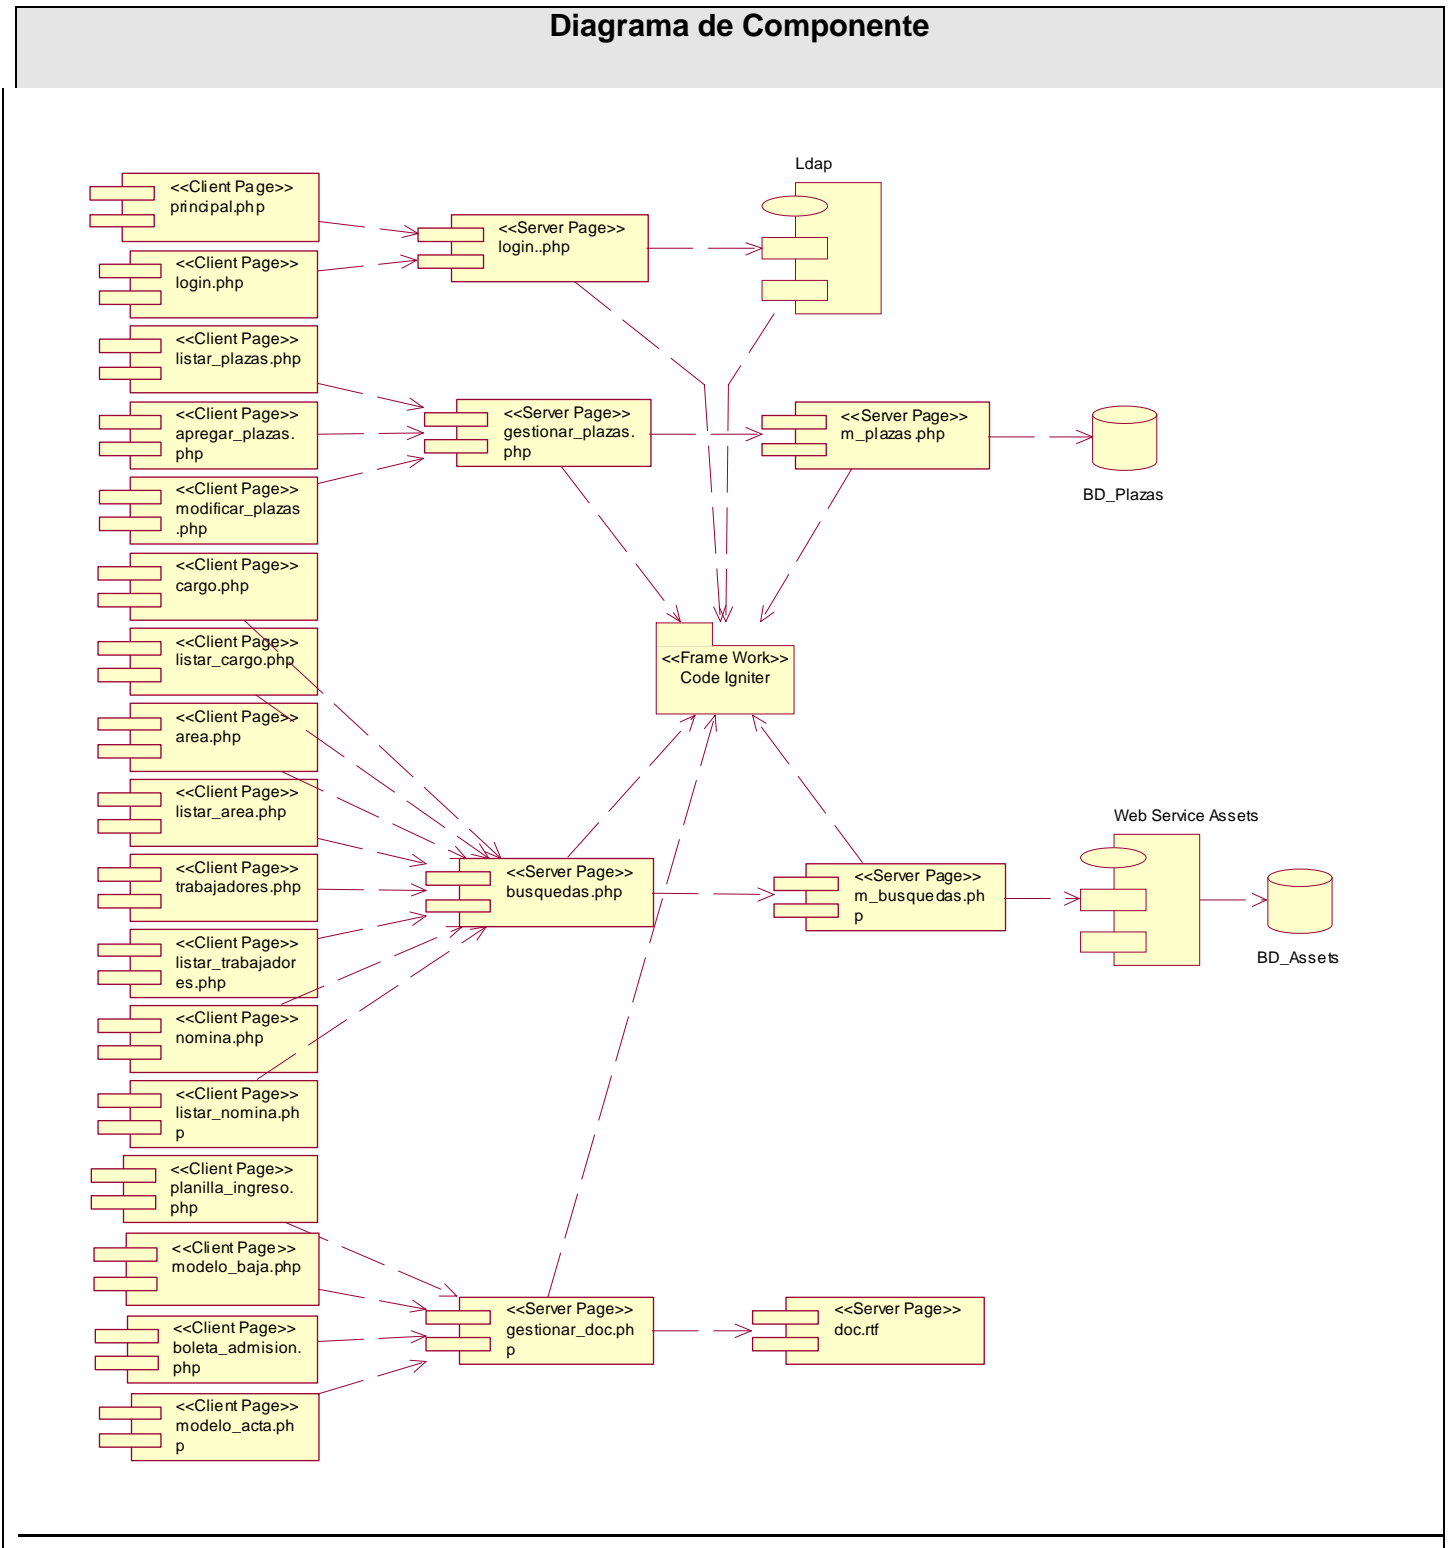 Diagrama de Componente
Ldap
<<Client Page>>
principal.php
<<Server Page>>
login..php
<<Client Page>>
login.php
<<Client Page>>
listar_plazas.php
<<Client Page>>
apregar_plazas.
php
<<Server Page>>
gestionar_plazas.
php
<<Server Page>>
m_plazas.php
BD_Plazas
<<Client Page>>
modificar_plazas
.php
<<Client Page>>
cargo.php
<<Client Page>>
listar_cargo.php
<<Frame Work>>
Code Igniter
<<Client Page>>
area.php
<<Client Page>>
listar_area.php
Web Service Assets
<<Client Page>>
trabajadores.php
<<Server Page>>
busquedas.php
<<Server Page>>
m_busquedas.ph
p
BD_Assets
<<Client Page>>
listar_trabajador
es.php
<<Client Page>>
nomina.php
<<Client Page>>
listar_nomina.ph
p
<<Client Page>>
planilla_ingreso.
php
<<Client Page>>
modelo_baja.php
<<Server Page>>
gestionar_doc.ph
p
<<Server Page>>
doc.rtf
<<Client Page>>
boleta_admision.
php
<<Client Page>>
modelo_acta.ph
p